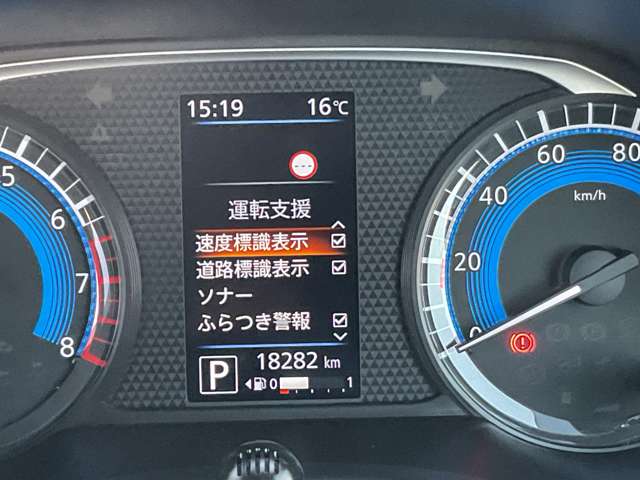 15:19 16℃
運転支援
速度標識表示
道路標識表示
ソナー
ふらつき警報
P 18282 km
0 1
6
7
8
0
20
40
60
80
km/h